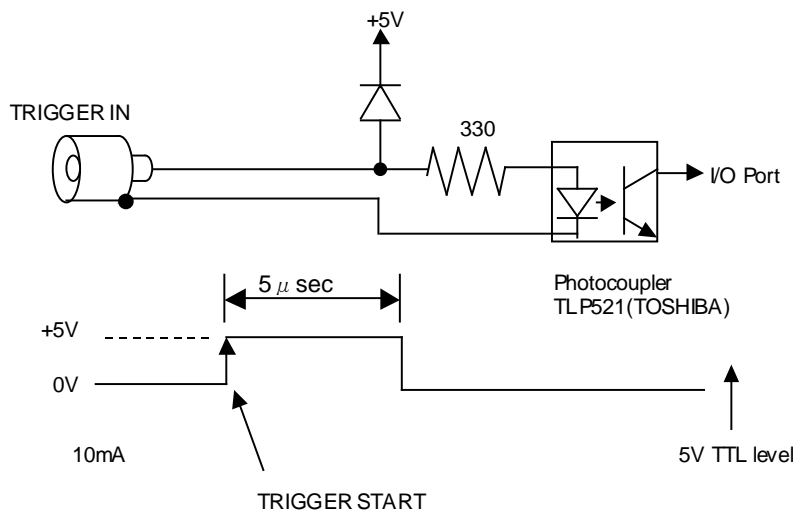 +5V
TRIGGER IN
330
I/O Port
5 μ sec
Photocoupler
TLP521(TOSHIBA)
+5V
0V
10mA
5V TTL level
TRIGGER START